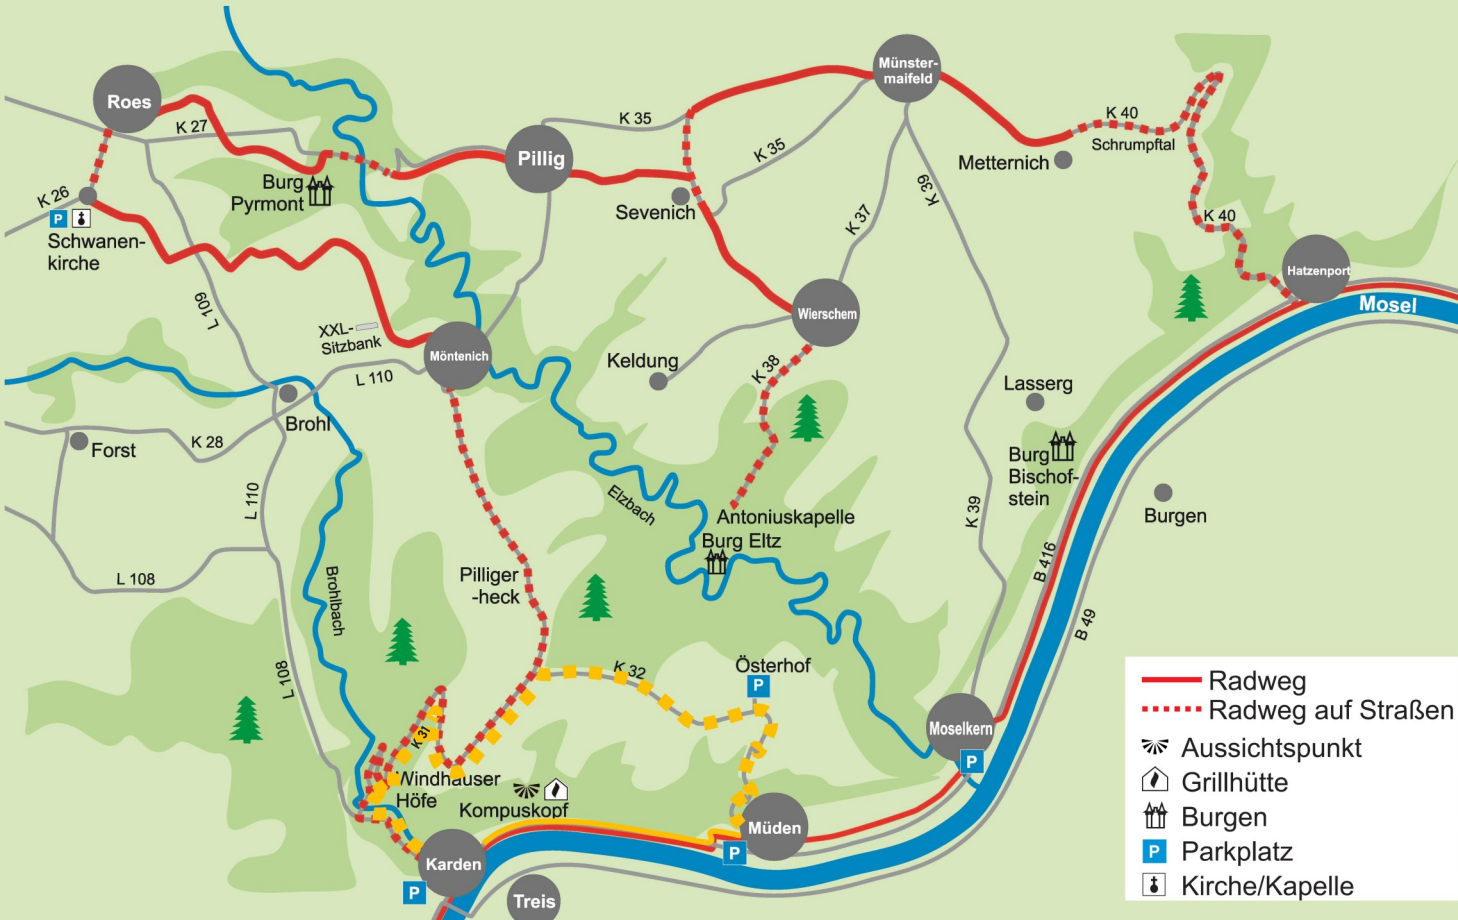 Münster-
maifeld
Roes
K 27
K 35
K 40
Schrumpftal
Pillig
K 35
Metternich
K 26
Burg
Pyrmont
K 39
P
Sevenich
K 37
K 40
Schwanen-
kirche
Hatzenport
L 109
Mosel
XXL-
Sitzbank
Wierschem
Möntenich
Keldung
K 38
L 110
Lasserg
Brohl
K 28
Forst
Burg
Bischof-
stein
L 110
Elzbach
K 39
Antoniuskapelle
Burg Eltz
Burgen
B 416
L 108
Pilliger
-heck
Brohlbach
B 49
K 32
Österhof
P
L 108
Moselkern
P
K 31
Windhäuser
Höfe
Kompuskopf
Müden
P
Karden
P
Treis
Radweg
Radweg auf Straßen
Aussichtspunkt
Grillhütte
Burgen
P Parkplatz
Kirche/Kapelle